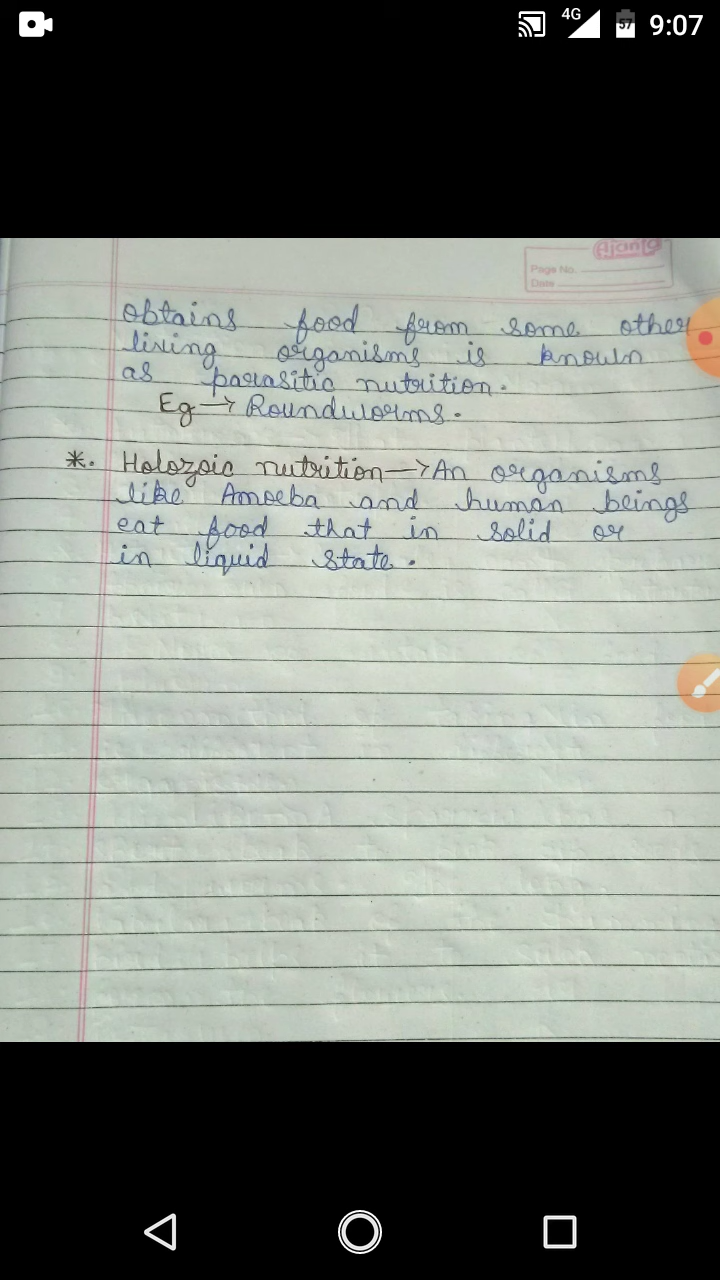 4G 57 9:07
Ajanta
Page No.
Date
obtains food from some other
living organisms is known
as parasitic nutrition.
Eg → Roundworms.
*. Holozoic nutrition → An organisms
like Amoeba and human beings
eat food that in solid or
in liquid state.